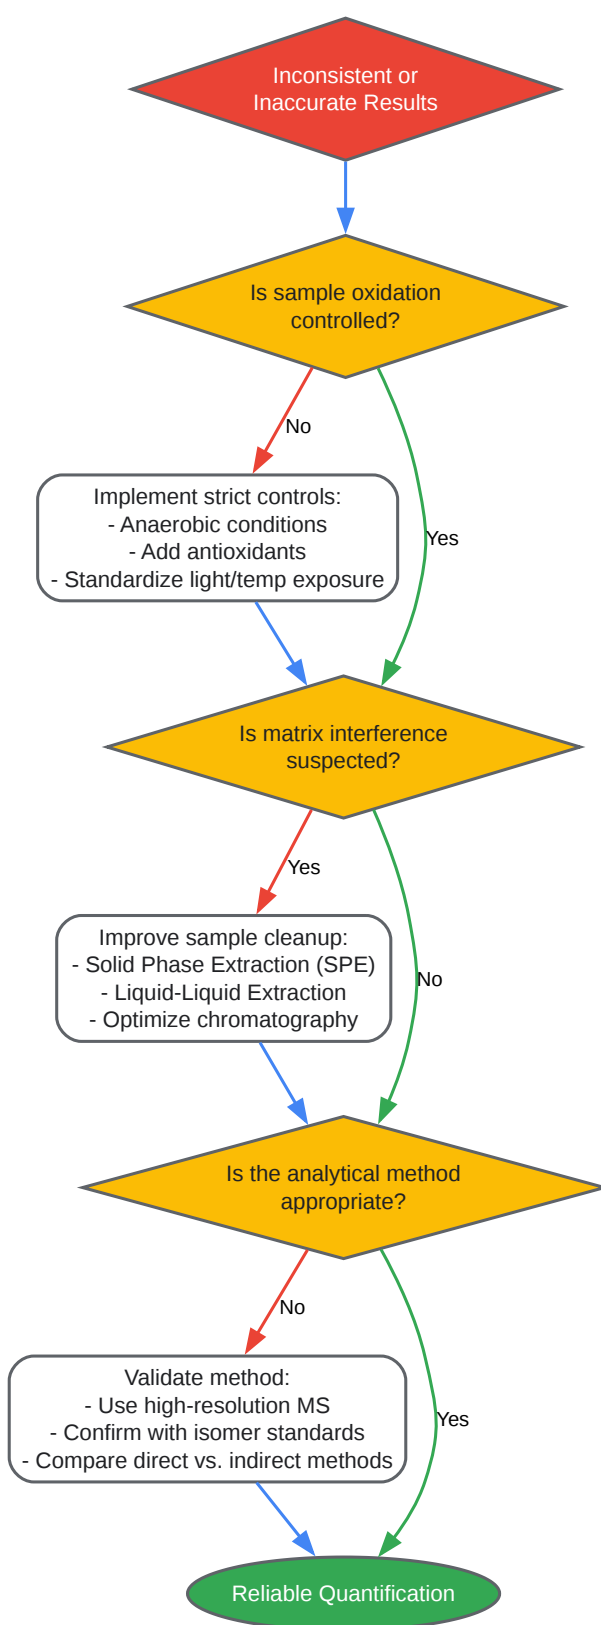 Inconsistent or
Inaccurate Results
Is sample oxidation
controlled?
No
Yes
Implement strict controls:
- Anaerobic conditions
- Add antioxidants
- Standardize light/temp exposure
Is matrix interference
suspected?
Yes
No
Improve sample cleanup:
- Solid Phase Extraction (SPE)
- Liquid-Liquid Extraction
- Optimize chromatography
Is the analytical method
appropriate?
No
Yes
Validate method:
- Use high-resolution MS
- Confirm with isomer standards
- Compare direct vs. indirect methods
Reliable Quantification